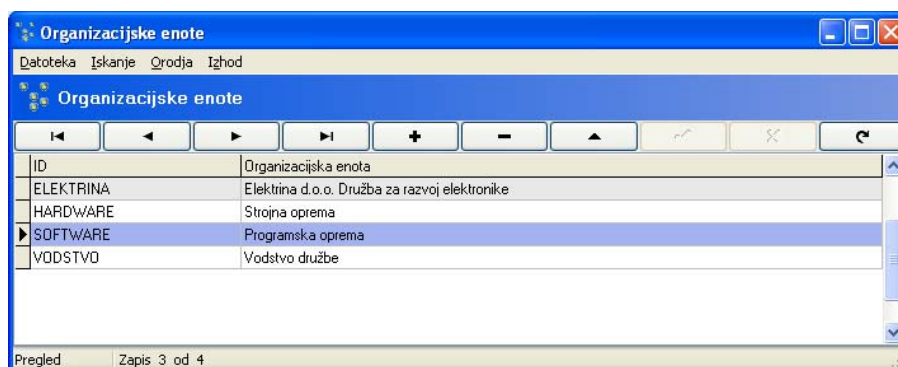 Organizacijske enote
Datoteka Iskanje Orodja Izhod
Organizacijske enote
ID Organizacijska enota
ELEKTRINA Elektrina d.o.o. Družba za razvoj elektronike
HARDWARE Strojna oprema
SOFTWARE Programska oprema
VODSTVO Vodstvo družbe
Pregled Zapis 3 od 4